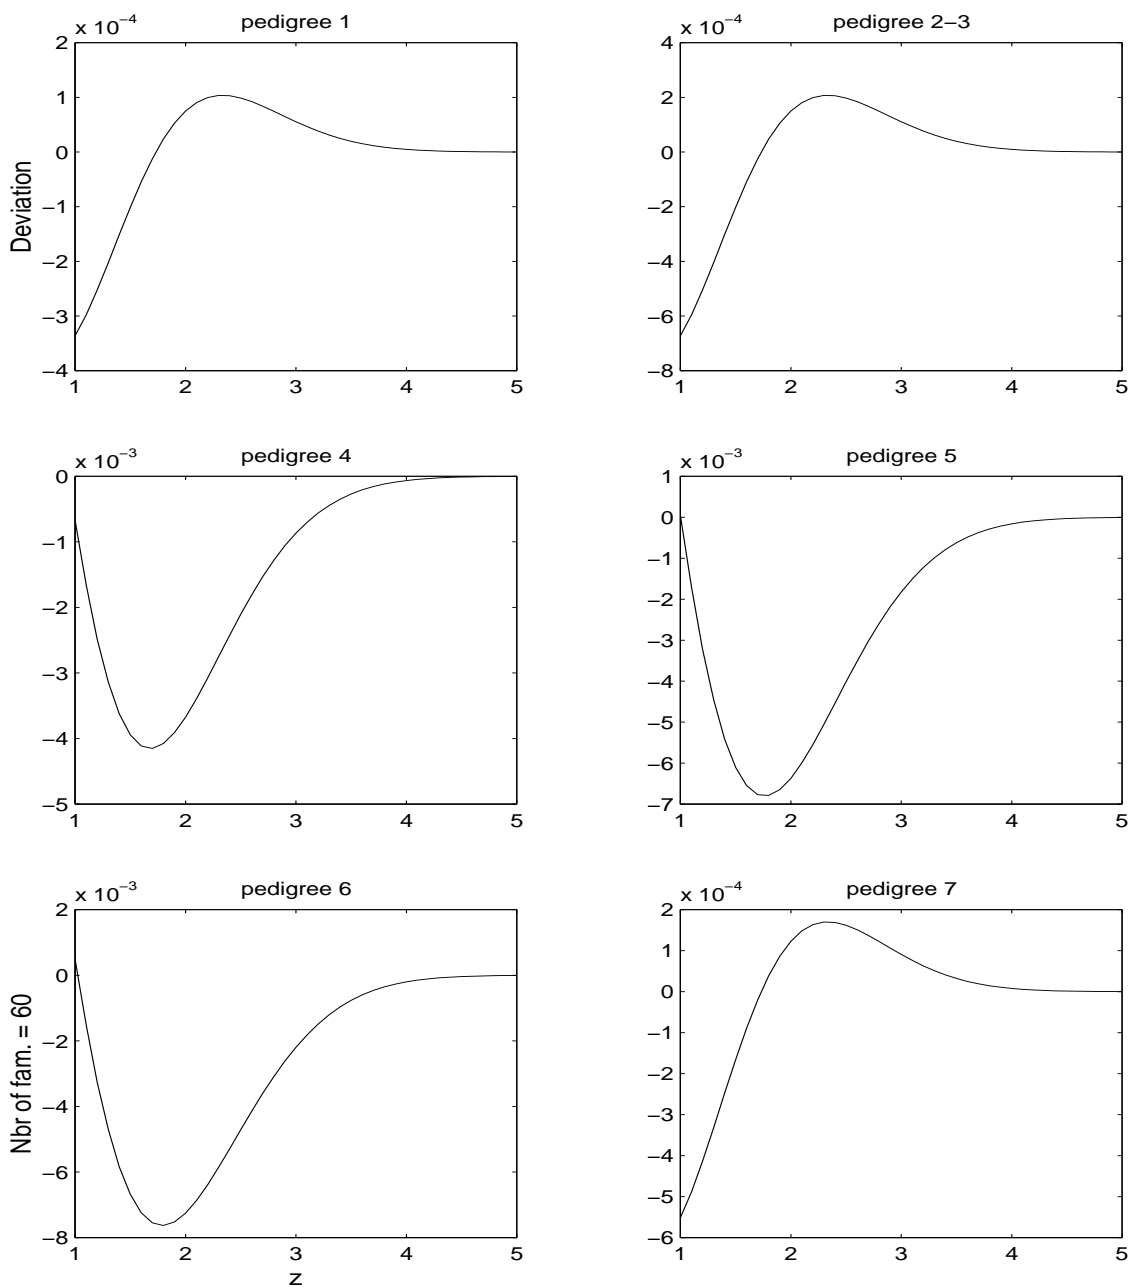 x 10−4 pedigree 1
2
1
0
−1
−2
−3
−4
1 2 3 4 5
Deviation
x 10−4 pedigree 2−3
4
2
0
−2
−4
−6
−8
1 2 3 4 5
x 10−3 pedigree 4
0
−1
−2
−3
−4
−5
1 2 3 4 5
x 10−3 pedigree 5
1
0
−1
−2
−3
−4
−5
−6
−7
1 2 3 4 5
x 10−3 pedigree 6
2
0
−2
−4
−6
−8
1 2 3 4 5
z
Nbr of fam. = 60
x 10−4 pedigree 7
2
1
0
−1
−2
−3
−4
−5
−6
1 2 3 4 5